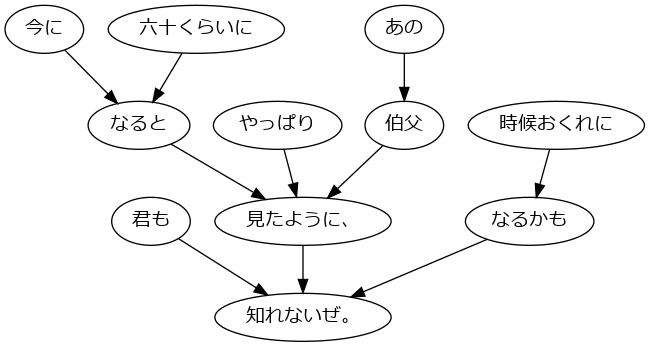 今に
六十くらいに
あの
なると
やっぱり
伯父
時候おくれに
君も
見たように、
なるかも
知れないぜ。